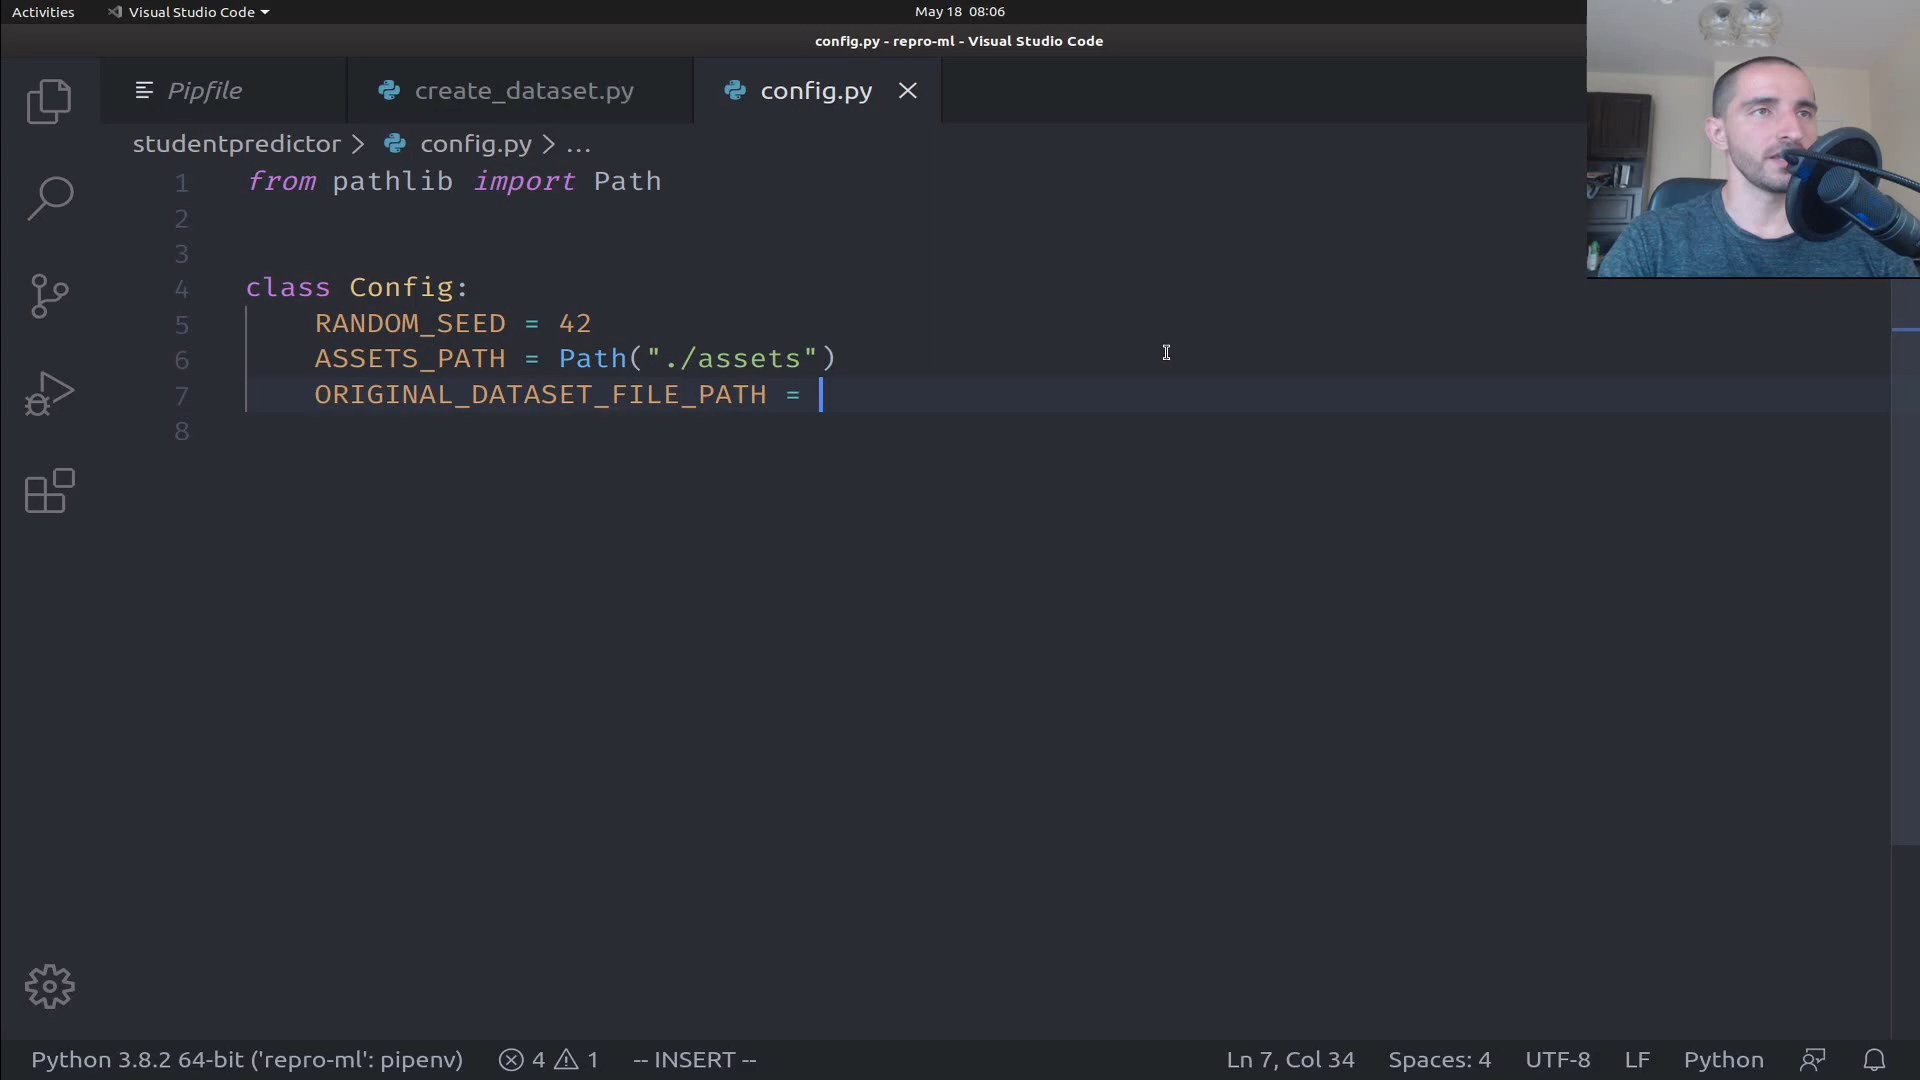 Activities Visual Studio Code May 18 08:06
config.py - repro-ml - Visual Studio Code
Pipfile create_dataset.py config.py
studentpredictor > config.py > ...
1 from pathlib import Path
2
3
4 class Config:
5 RANDOM_SEED = 42
6 ASSETS_PATH = Path("./assets")
7 ORIGINAL_DATASET_FILE_PATH =
8
Python 3.8.2 64-bit ('repro-ml': pipenv) 4 1 -- INSERT -- Ln 7, Col 34 Spaces: 4 UTF-8 LF Python